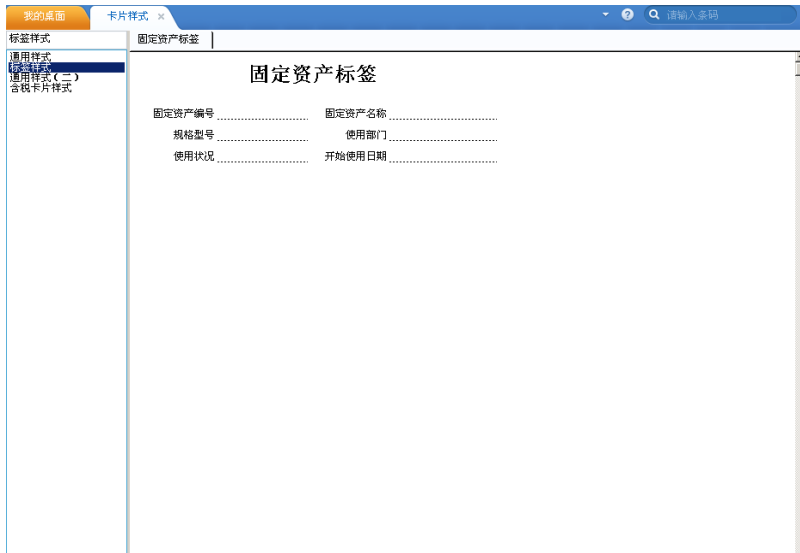 我的桌面 卡片样式 × ? 请输入条码
标签样式 固定资产标签
通用样式
标签样式
通用样式(二)
含税卡片样式
固定资产标签
固定资产编号 固定资产名称
规格型号 使用部门
使用状况 开始使用日期